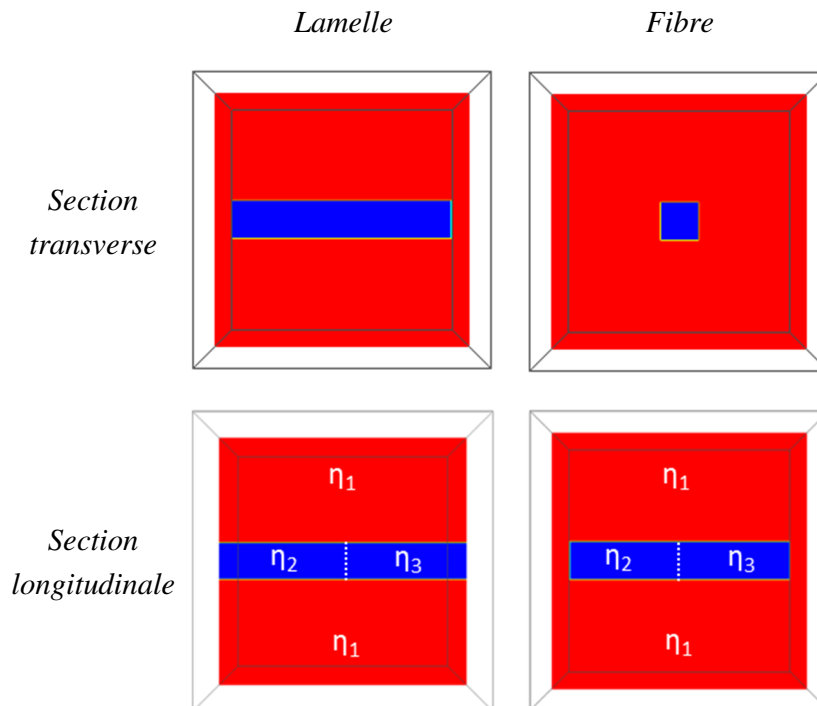 Lamelle Fibre
Section
transverse
η1 η1
Section
longitudinale
η2 η3 η2 η3
η1 η1